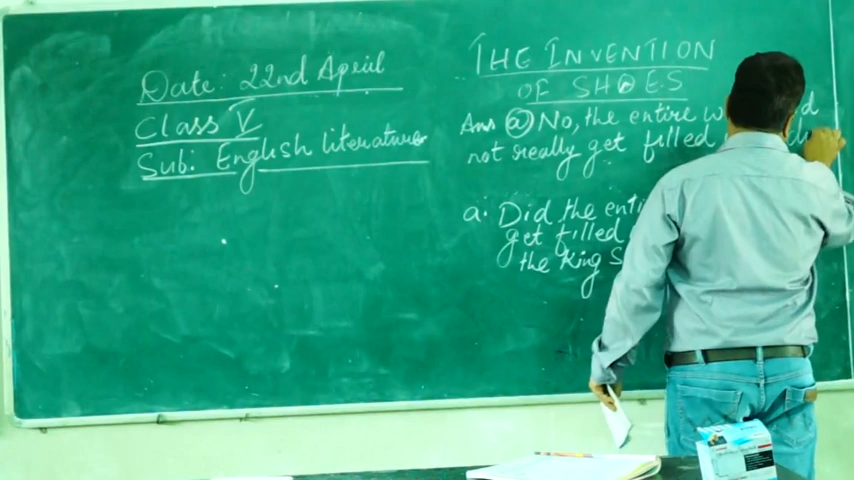 Date: 22nd April
Class V
Sub: English literature
THE INVENTION
OF SHOES
Ans (a) No, the entire
not really get filled
a. Did the
get filled
the King